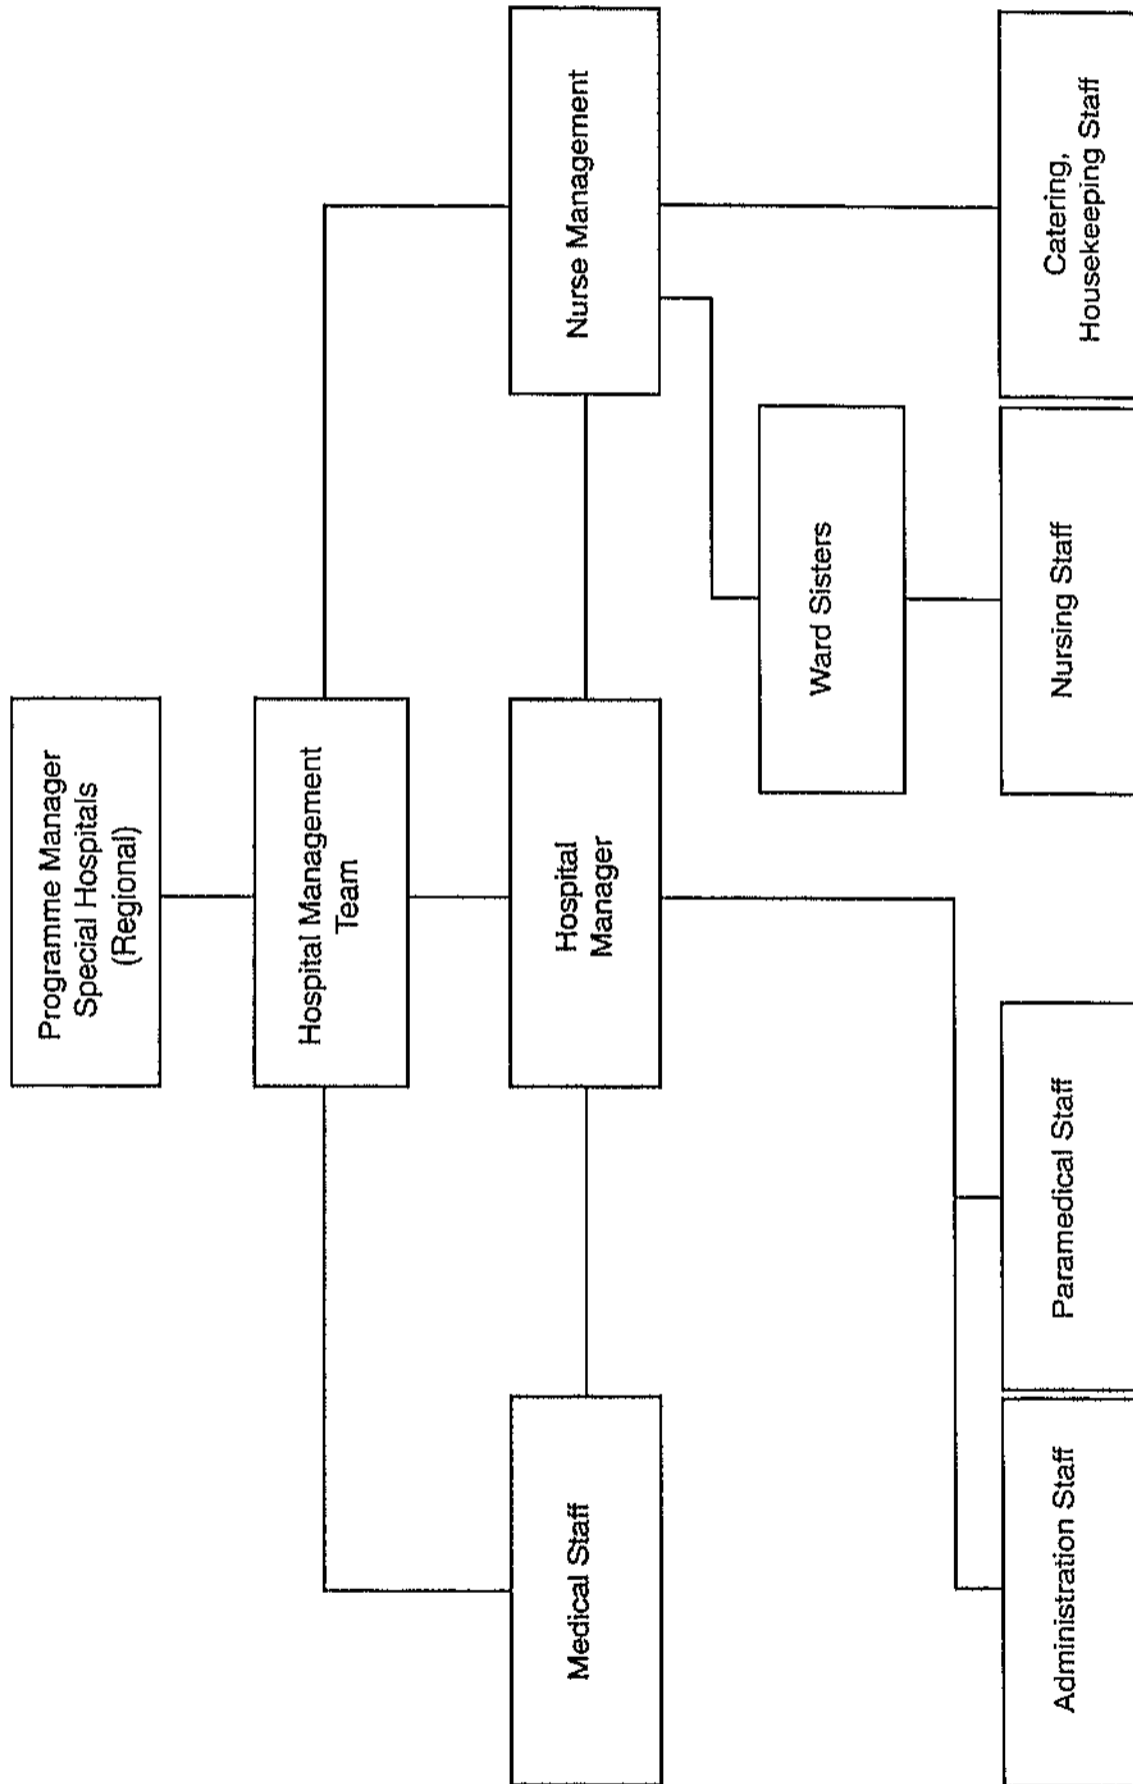 Programme Manager
Special Hospitals
(Regional)
Hospital Management
Team
Medical Staff
Hospital
Manager
Nurse Management
Ward Sisters
Administration Staff
Paramedical Staff
Nursing Staff
Catering,
Housekeeping Staff